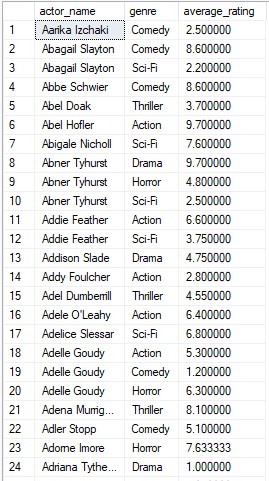 actor_name genre average_rating
1 Aarika Izchaki Comedy 2.500000
2 Abagail Slayton Comedy 8.600000
3 Abagail Slayton Sci-Fi 2.200000
4 Abbe Schwier Comedy 8.600000
5 Abel Doak Thriller 3.700000
6 Abel Hofler Action 9.700000
7 Abigale Nicholl Sci-Fi 7.600000
8 Abner Tyhurst Drama 9.700000
9 Abner Tyhurst Horror 4.800000
10 Abner Tyhurst Sci-Fi 2.500000
11 Addie Feather Action 6.600000
12 Addie Feather Sci-Fi 3.750000
13 Addison Slade Drama 4.750000
14 Addy Foulcher Action 2.800000
15 Adel Dumberrill Thriller 4.550000
16 Adele O'Leahy Action 6.400000
17 Adelice Slessar Sci-Fi 6.800000
18 Adelle Goudy Action 5.300000
19 Adelle Goudy Comedy 1.200000
20 Adelle Goudy Horror 6.300000
21 Adena Murrig... Thriller 8.100000
22 Adler Stopp Comedy 5.100000
23 Adorne Imore Horror 7.633333
24 Adriana Tythe... Drama 1.000000